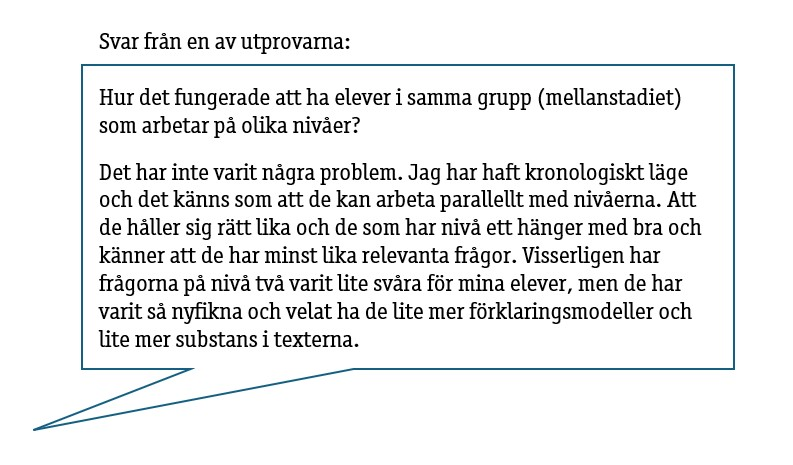 Svar från en av utprovarna:
Hur det fungerade att ha elever i samma grupp (mellanstadiet)
som arbetar på olika nivåer?
Det har inte varit några problem. Jag har haft kronologiskt läge
och det känns som att de kan arbeta parallellt med nivåerna. Att
de håller sig rätt lika och de som har nivå ett hänger med bra och
känner att de har minst lika relevanta frågor. Visserligen har
frågorna på nivå två varit lite svåra för mina elever, men de har
varit så nyfikna och velat ha de lite mer förklaringsmodeller och
lite mer substans i texterna.